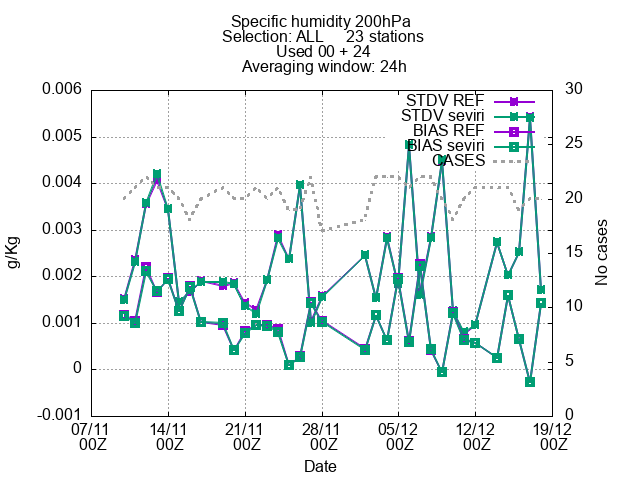 Specific humidity 200hPa
Selection: ALL 23 stations
Used 00 + 24
Averaging window: 24h
0.006
0.005
0.004
0.003
0.002
0.001
0
-0.001
30
25
20
15
10
5
0
g/Kg
No cases
STDV REF
STDV seviri
BIAS REF
BIAS seviri
CASES
07/11 14/11 21/11 28/11 05/12 12/12 19/12
00Z 00Z 00Z 00Z 00Z 00Z 00Z
Date